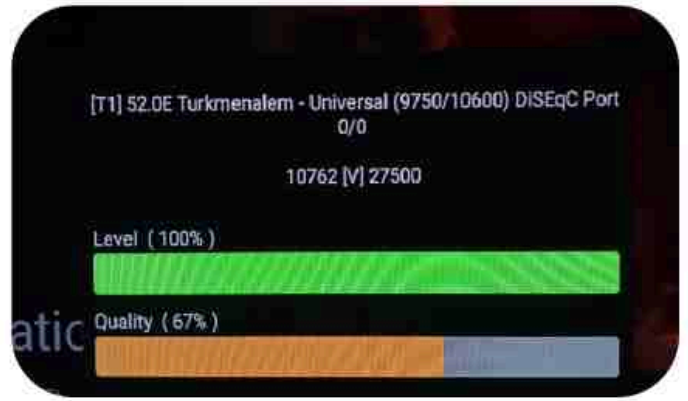 [T1] 52.0E Turkmenalem - Universal (9750/10600) DiSEqC Port
0/0
10762 [V] 27500
Level ( 100% )
Quality ( 67% )
atic